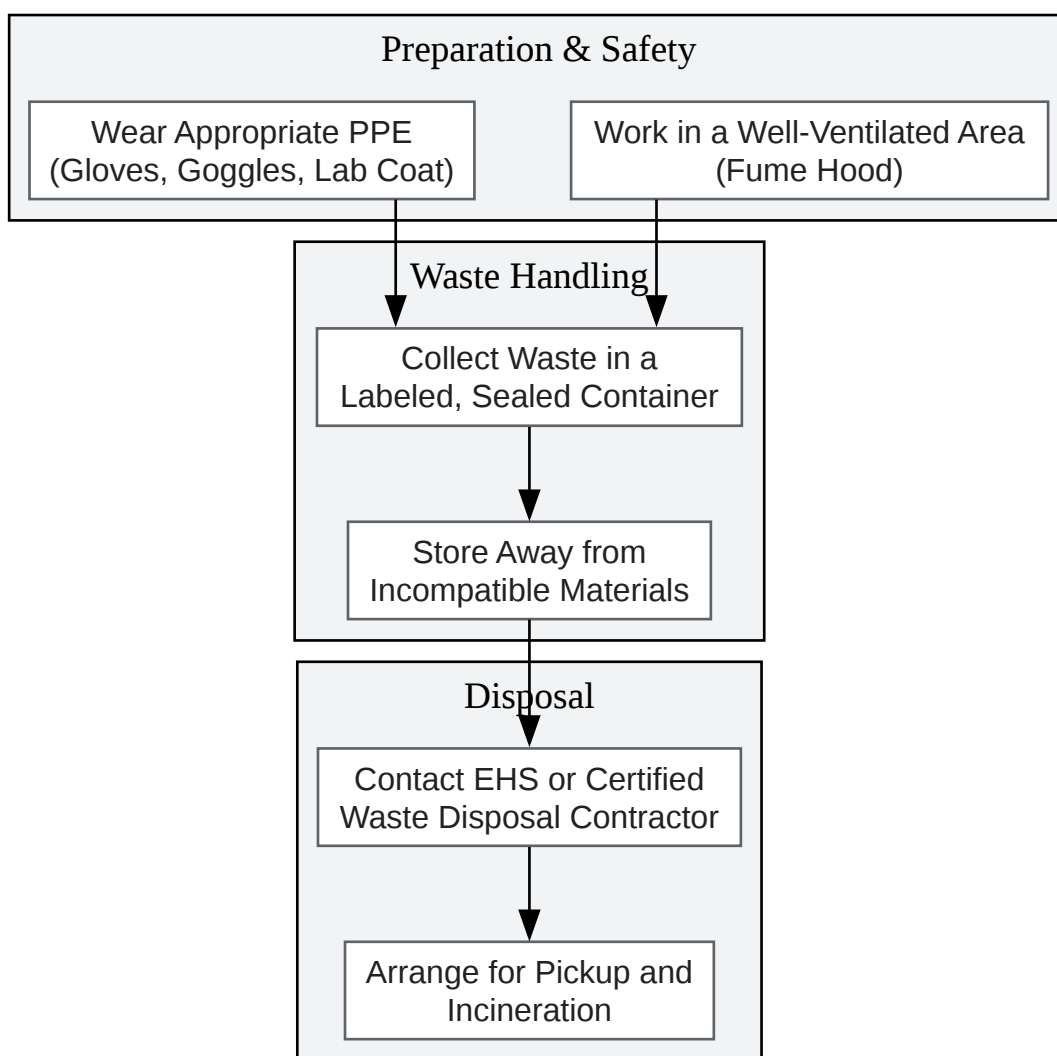 Preparation & Safety
Wear Appropriate PPE
(Gloves, Goggles, Lab Coat)
Work in a Well-Ventilated Area
(Fume Hood)
Waste Handling
Collect Waste in a
Labeled, Sealed Container
Store Away from
Incompatible Materials
Disposal
Contact EHS or Certified
Waste Disposal Contractor
Arrange for Pickup and
Incineration